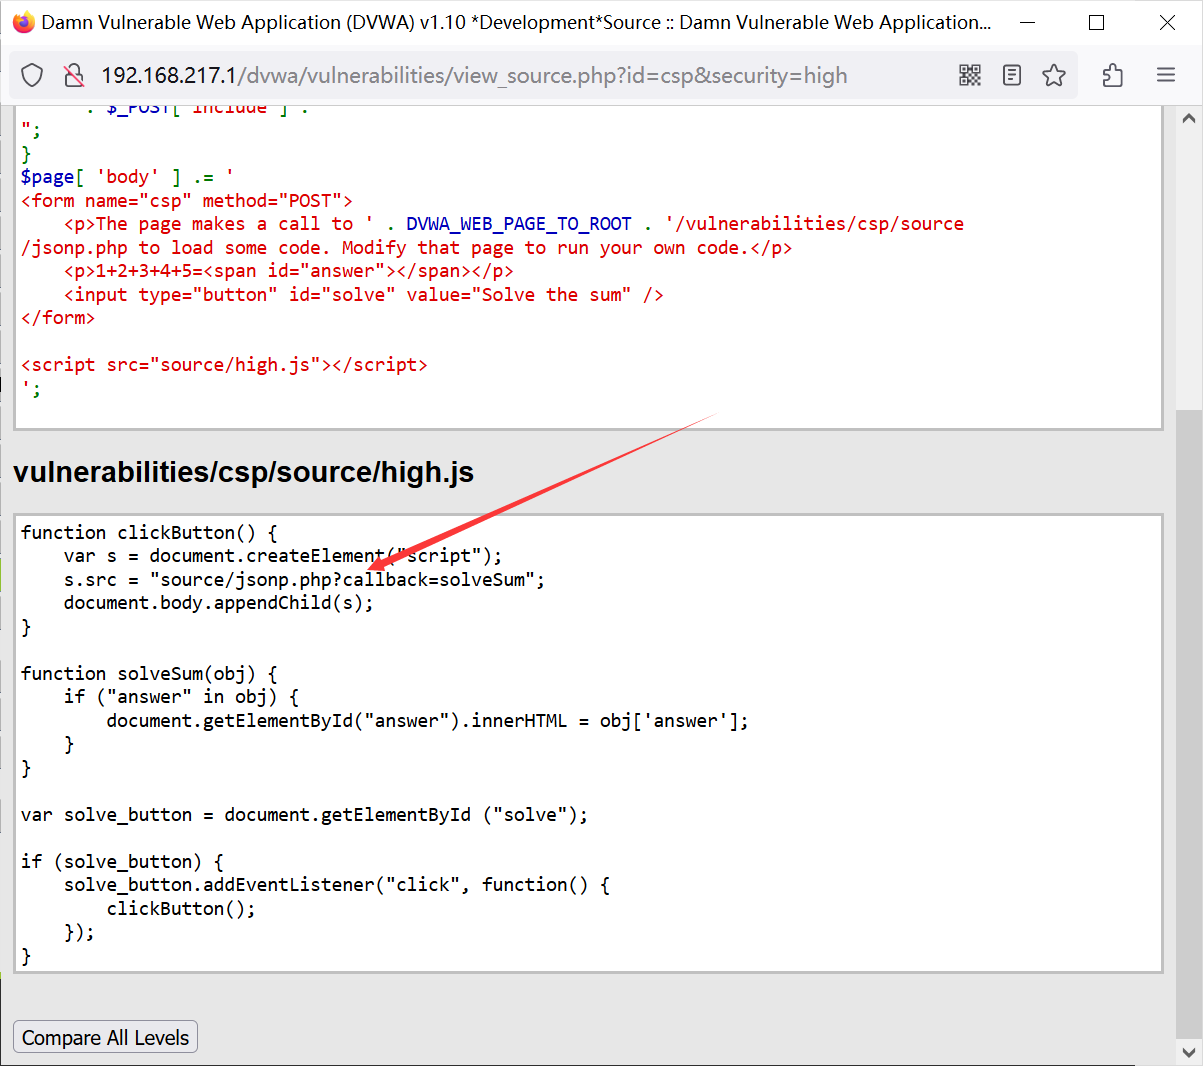 Damn Vulnerable Web Application (DVWA) v1.10 *Development*Source :: Damn Vulnerable Web Application...
192.168.217.1/dvwa/vulnerabilities/view_source.php?id=csp&security=high
. $_POST[ 'include' ] .
";
}
$page[ 'body' ] .= '
<form name="csp" method="POST">
    <p>The page makes a call to ' . DVWA_WEB_PAGE_TO_ROOT . '/vulnerabilities/csp/source
/jsonp.php to load some code. Modify that page to run your own code.</p>
    <p>1+2+3+4+5=<span id="answer"></span></p>
    <input type="button" id="solve" value="Solve the sum" />
</form>
<script src="source/high.js"></script>
';
vulnerabilities/csp/source/high.js
function clickButton() {
    var s = document.createElement("script");
    s.src = "source/jsonp.php?callback=solveSum";
    document.body.appendChild(s);
}
function solveSum(obj) {
    if ("answer" in obj) {
        document.getElementById("answer").innerHTML = obj['answer'];
    }
}
var solve_button = document.getElementById ("solve");
if (solve_button) {
    solve_button.addEventListener("click", function() {
        clickButton();
    });
}
Compare All Levels